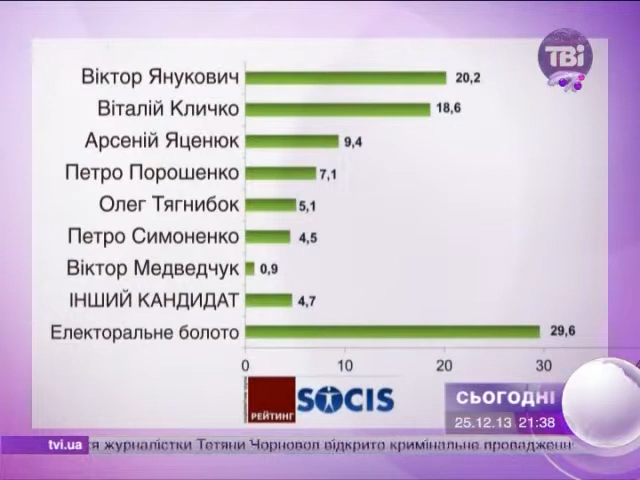 ТВі
Віктор Янукович 20,2
Віталій Кличко 18,6
Арсеній Яценюк 9,4
Петро Порошенко 7,1
Олег Тягнибок 5,1
Петро Симоненко 4,5
Віктор Медведчук 0,9
ІНШИЙ КАНДИДАТ 4,7
Електоральне болото 29,6
0 10 20 30
РЕЙТИНГ SOCIS
СЬОГОДНІ
25.12.13 21:38
tvi.ua я журналістки Тетяни Чорновол відкрито кримінальне провадженн